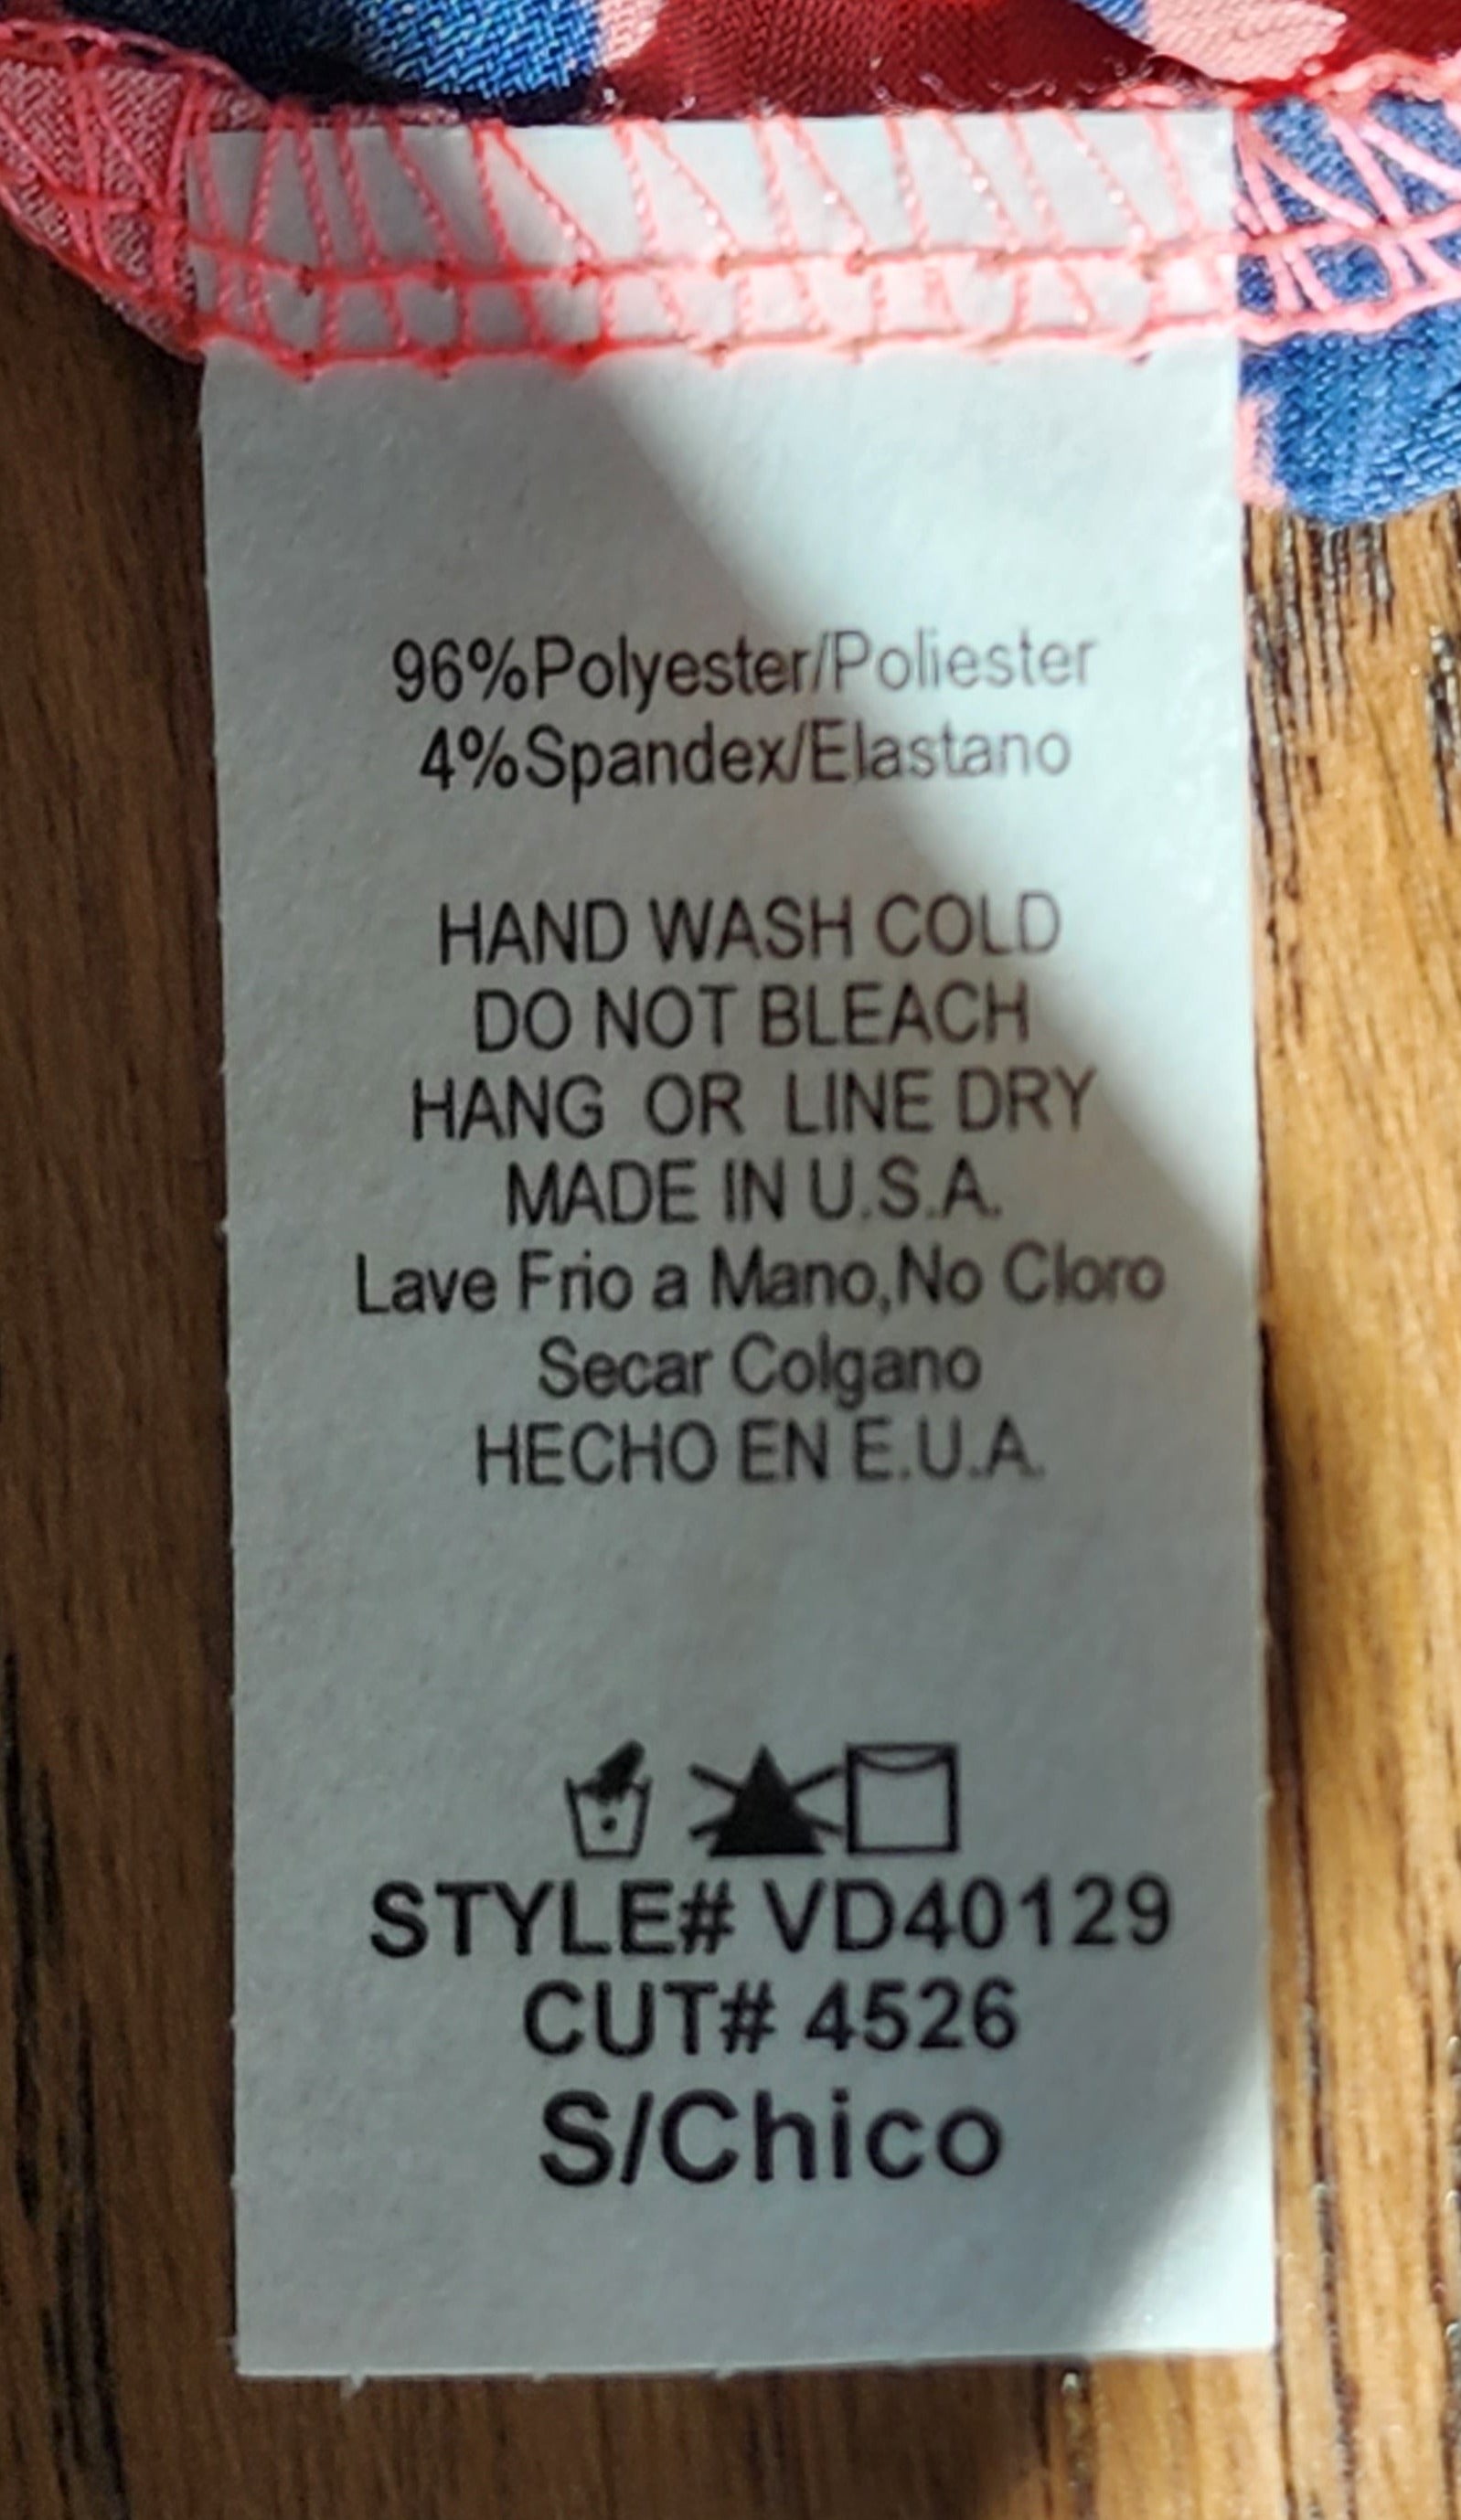 96%Polyester/Poliester
4%Spandex/Elastano
HAND WASH COLD
DO NOT BLEACH
HANG OR LINE DRY
MADE IN U.S.A.
Lave Frio a Mano,No Cloro
Secar Colgano
HECHO EN E.U.A.
STYLE# VD40129
CUT# 4526
S/Chico